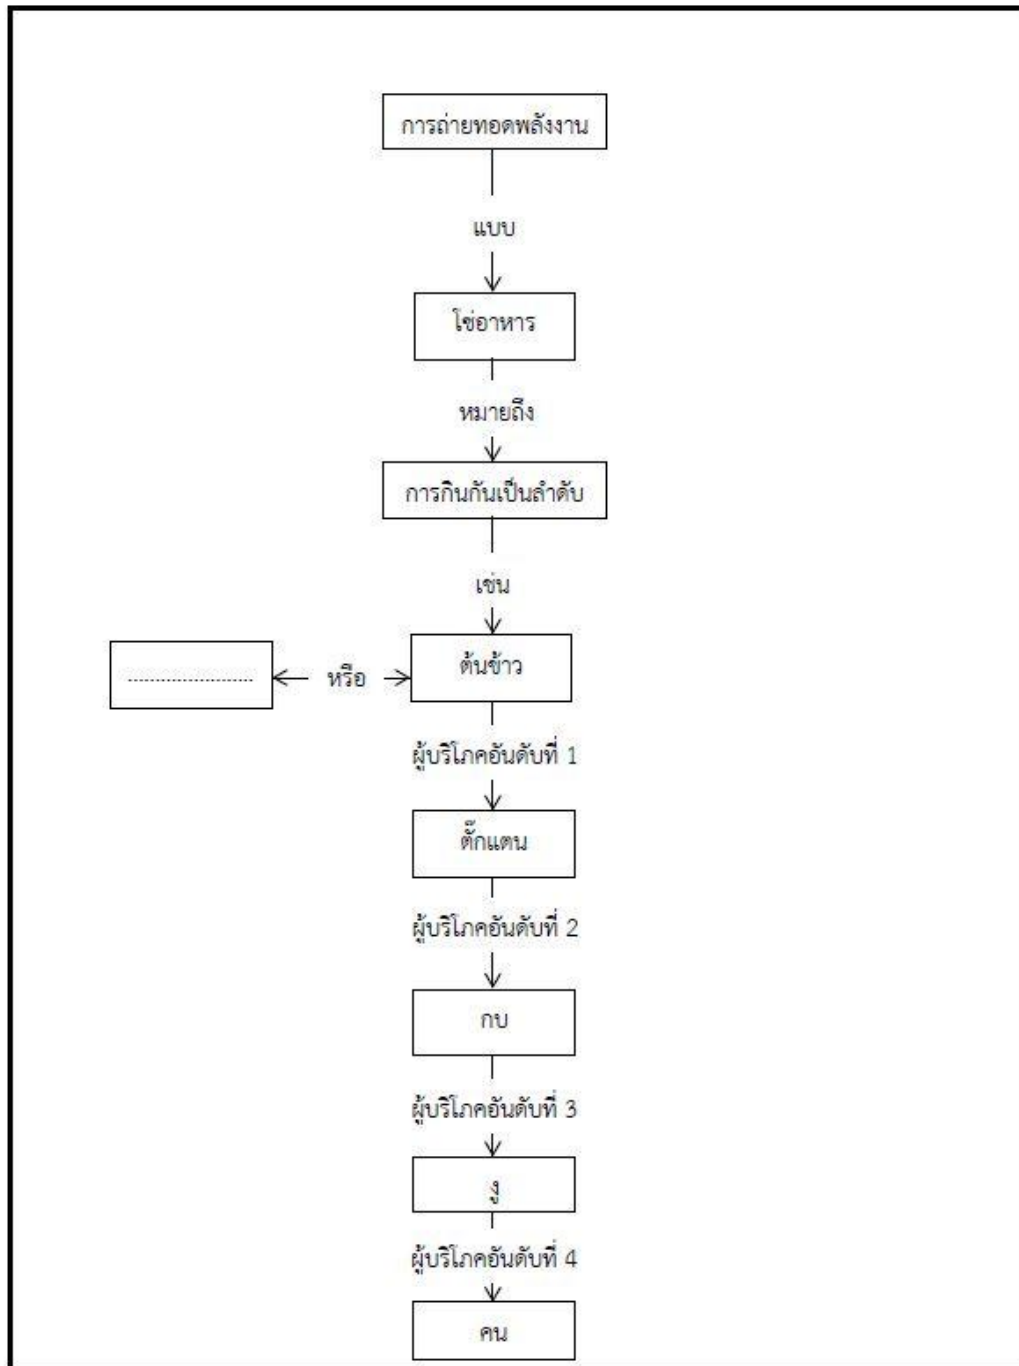 การถ่ายทอดพลังงาน
แบบ
โซ่อาหาร
หมายถึง
การกินกันเป็นลำดับ
เช่น
..................... หรือ ต้นข้าว
ผู้บริโภคอันดับที่ 1
ตั๊กแตน
ผู้บริโภคอันดับที่ 2
กบ
ผู้บริโภคอันดับที่ 3
งู
ผู้บริโภคอันดับที่ 4
คน